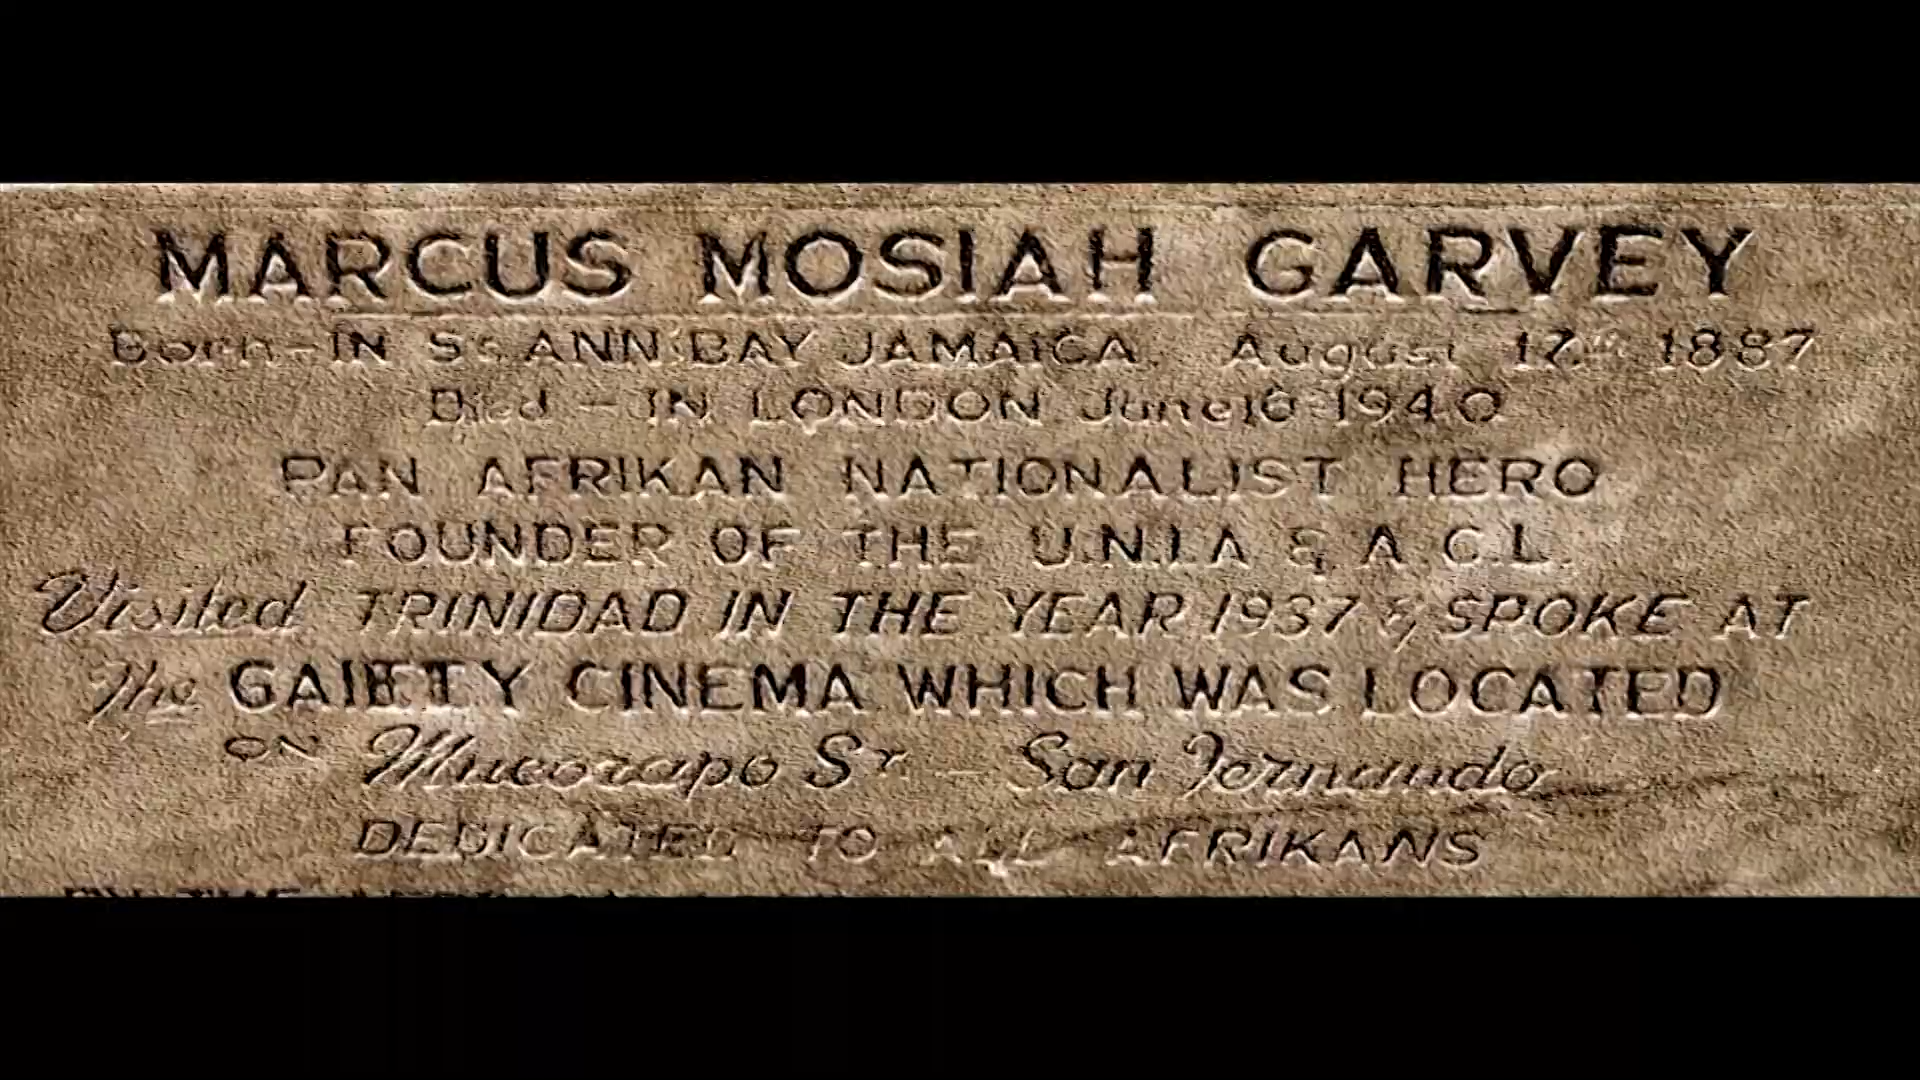 MARCUS MOSIAH GARVEY
Born-IN St ANN'S BAY JAMAICA. August 17th 1887
Died - IN LONDON June 10 1940
PAN AFRIKAN NATIONALIST HERO
FOUNDER OF THE U.N.I.A & A.C.L.
Visited TRINIDAD IN THE YEAR 1937 & SPOKE AT
The GAIETY CINEMA WHICH WAS LOCATED
ON Mucorapo St - San Fernando
DEDICATED TO ALL AFRIKANS